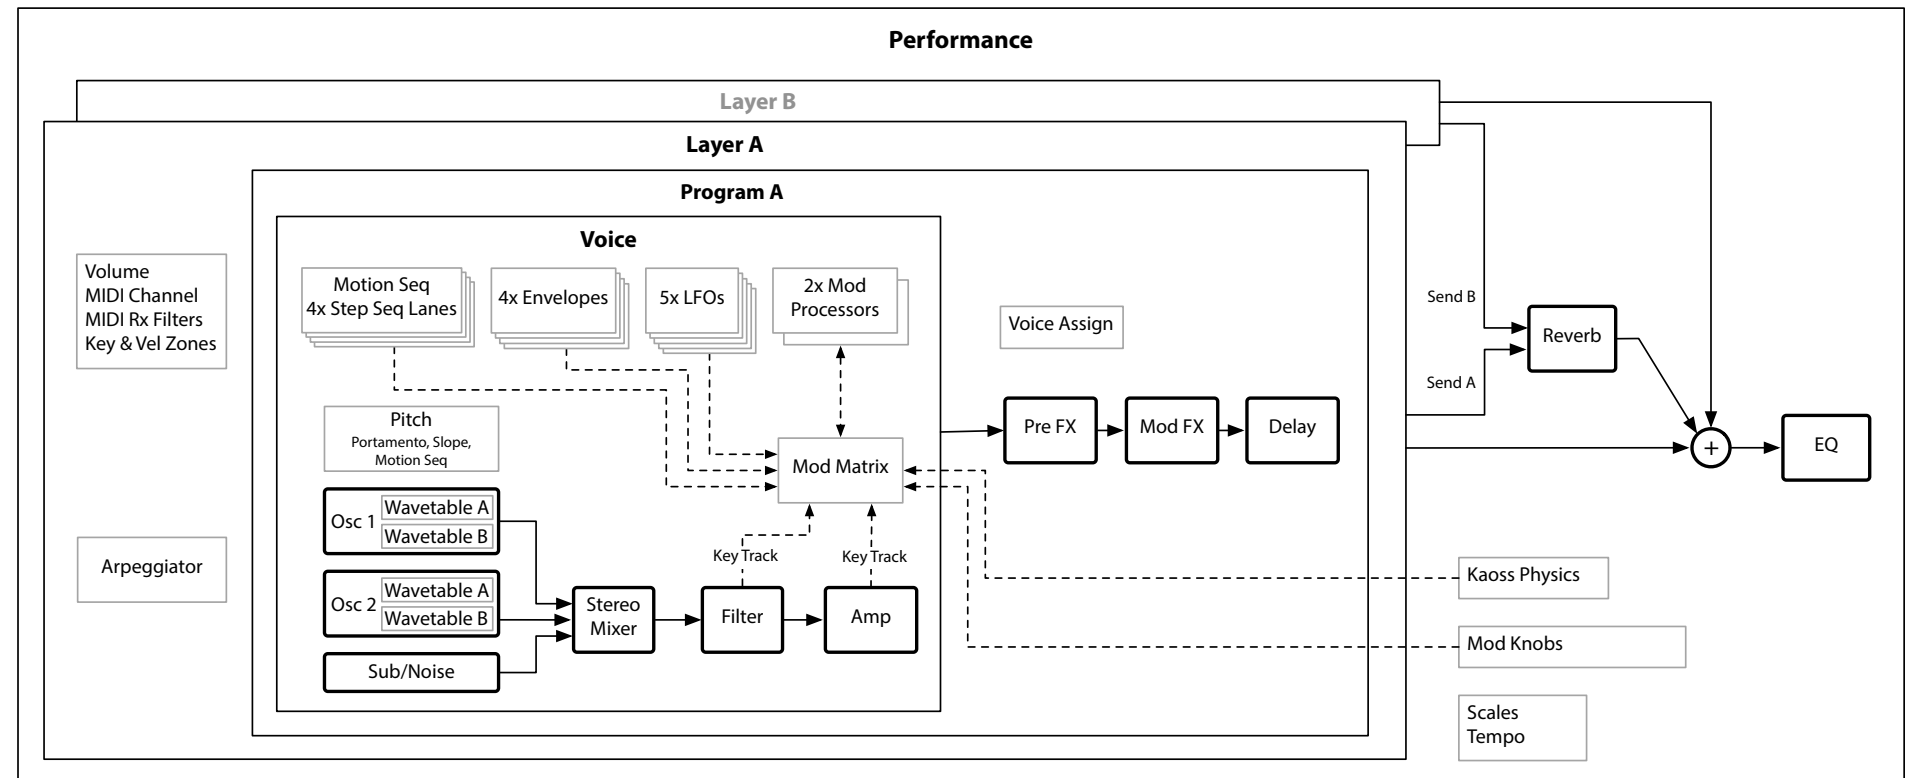 Performance
Layer B
Layer A
Program A
Voice
Volume
MIDI Channel
MIDI Rx Filters
Key & Vel Zones
Arpeggiator
Motion Seq
4x Step Seq Lanes
4x Envelopes
5x LFOs
2x Mod
Processors
Pitch
Portamento, Slope,
Motion Seq
Mod Matrix
Osc 1
Wavetable A
Wavetable B
Osc 2
Wavetable A
Wavetable B
Sub/Noise
Stereo
Mixer
Key Track
Filter
Key Track
Amp
Voice Assign
Pre FX
Mod FX
Delay
Send B
Send A
Reverb
+
EQ
Kaoss Physics
Mod Knobs
Scales
Tempo